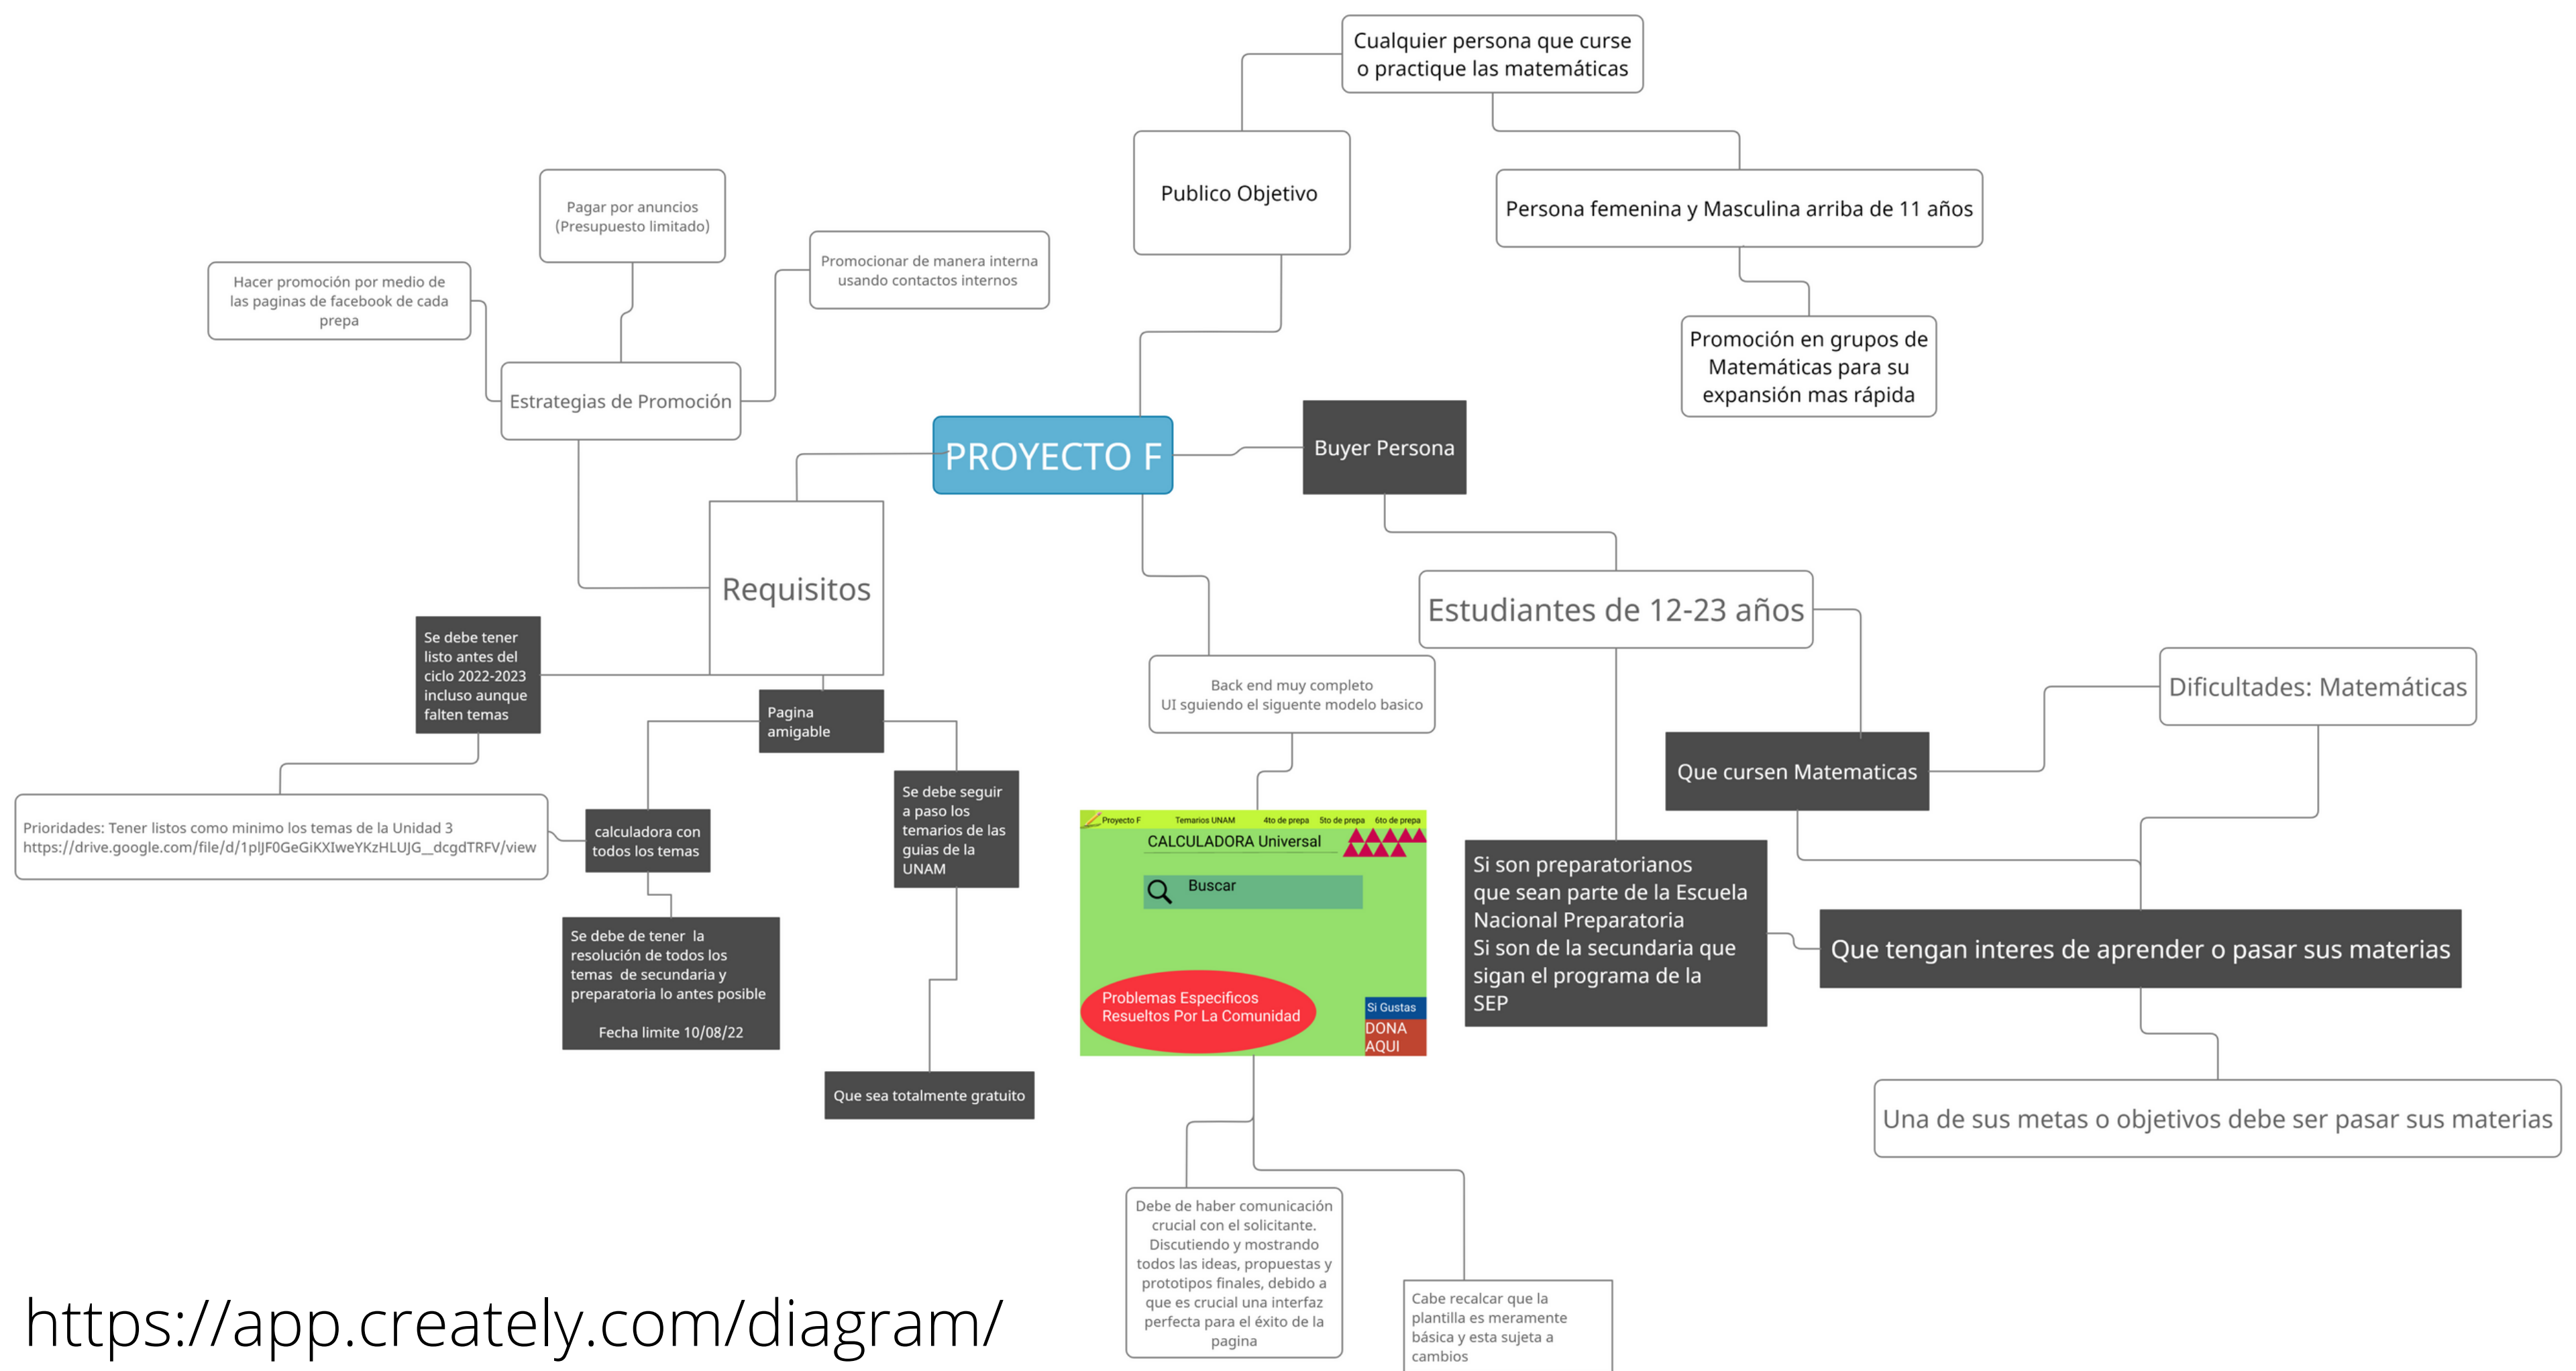 Cualquier persona que curse
o practique las matemáticas
Publico Objetivo
Persona femenina y Masculina arriba de 11 años
Promoción en grupos de
Matemáticas para su
expansión mas rápida
Pagar por anuncios
(Presupuesto limitado)
Promocionar de manera interna
usando contactos internos
Hacer promoción por medio de
las paginas de facebook de cada
prepa
Estrategias de Promoción
PROYECTO F
Buyer Persona
Requisitos
Estudiantes de 12-23 años
Se debe tener
listo antes del
ciclo 2022-2023
incluso aunque
falten temas
Pagina
amigable
Back end muy completo
UI sguiendo el siguente modelo basico
Dificultades: Matemáticas
Que cursen Matematicas
Prioridades: Tener listos como minimo los temas de la Unidad 3
https://drive.google.com/file/d/1plJF0GeGiKXIweYKzHLUJG__dcgdTRFV/view
calculadora con
todos los temas
Se debe seguir
a paso los
temarios de las
guias de la
UNAM
Se debe de tener la
resolución de todos los
temas de secundaria y
preparatoria lo antes posible
Fecha limite 10/08/22
Que sea totalmente gratuito
Proyecto F Temarios UNAM 4to de prepa 5to de prepa 6to de prepa
CALCULADORA Universal
Buscar
Problemas Especificos
Resueltos Por La Comunidad
Si Gustas
DONA
AQUI
Si son preparatorianos
que sean parte de la Escuela
Nacional Preparatoria
Si son de la secundaria que
sigan el programa de la
SEP
Que tengan interes de aprender o pasar sus materias
Una de sus metas o objetivos debe ser pasar sus materias
Debe de haber comunicación
crucial con el solicitante.
Discutiendo y mostrando
todos las ideas, propuestas y
prototipos finales, debido a
que es crucial una interfaz
perfecta para el éxito de la
pagina
Cabe recalcar que la
plantilla es meramente
básica y esta sujeta a
cambios
https://app.creately.com/diagram/